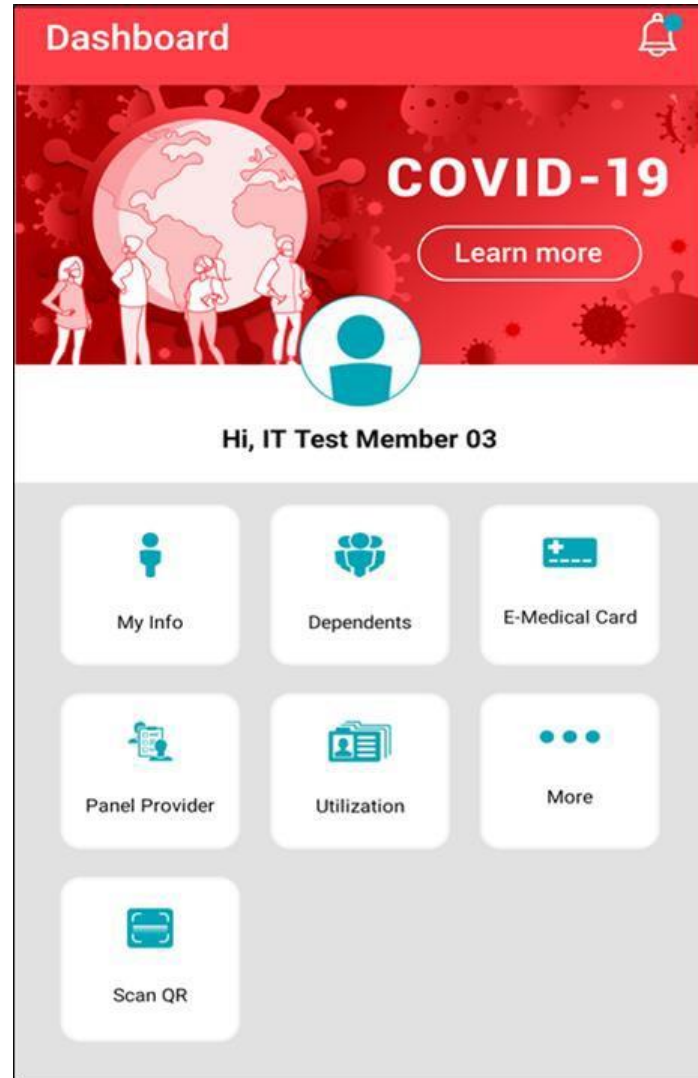 Dashboard
COVID-19
Learn more
Hi, IT Test Member 03
My Info
Dependents
E-Medical Card
Panel Provider
Utilization
More
Scan QR